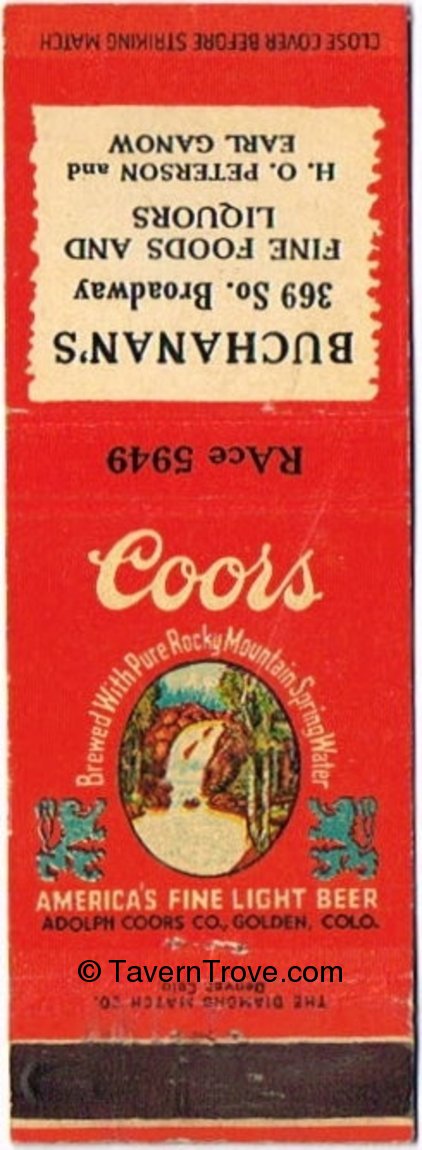 CLOSE COVER BEFORE STRIKING MATCH
BUCHANAN'S
369 So. Broadway
FINE FOODS AND
LIQUORS
H. O. PETERSON and
EARL GANOW
RAce 5949
Coors
Brewed With Pure Rocky Mountain Spring Water
AMERICA'S FINE LIGHT BEER
ADOLPH COORS CO., GOLDEN, COLO.
© TavernTrove.com
THE DIAMOND MATCH CO.
Denver, Colo